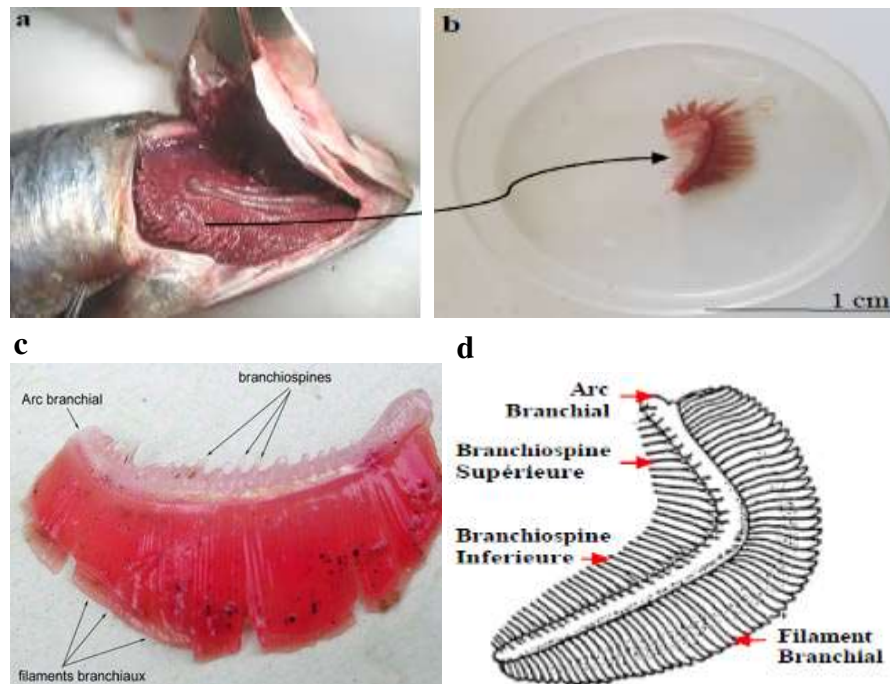 a
b
1 cm
c
d
branchiospines
Arc branchial
filaments branchiaux
Arc
Branchial
Branchiospine
Supérieure
Branchiospine
Inferieure
Filament
Branchial